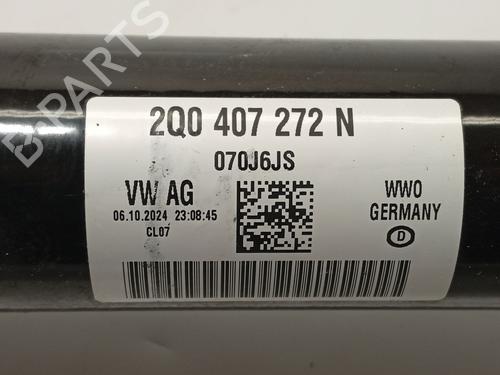 2Q0 407 272 N
070J6JS
VW AG
06.10.2024 23:08:45
CL07
WWO
GERMANY
D
B-PARTS